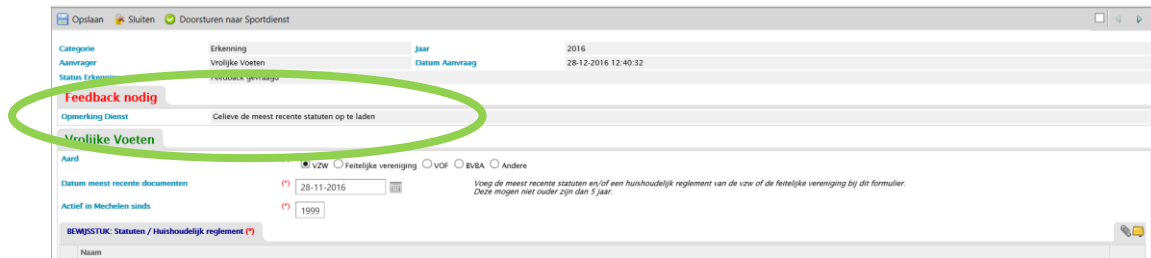 Opslaan Sluiten Doorsturen naar Sportdienst
Categorie Erkenning Jaar 2016
Aanvrager Vrolijke Voeten Datum Aanvraag 28-12-2016 12:40:32
Status Erkenning Feedback gevraagd
Feedback nodig
Opmerking Dienst Gelieve de meest recente statuten op te laden
Vrolijke Voeten
Aard VZW Feitelijke vereniging VOF BVBA Andere
Datum meest recente documenten (*) 28-11-2016 Voeg de meest recente statuten en/of een huishoudelijk reglement van de vzw of de feitelijke vereniging bij dit formulier.
Deze mogen niet ouder zijn dan 5 jaar.
Actief in Mechelen sinds (*) 1999
BEWIJSSTUK: Statuten / Huishoudelijk reglement (*)
Naam